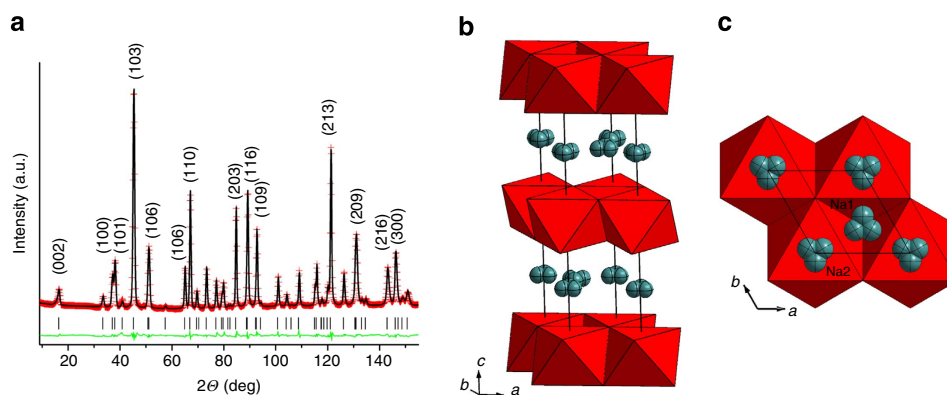 a
Intensity (a.u.)
(002)
(100)
(101)
(103)
(106)
(106)
(110)
(203)
(116)
(109)
(213)
(209)
(216)
(300)
20 40 60 80 100 120 140
2Θ (deg)
b
c
b
a
c
Na1
Na2
b
a